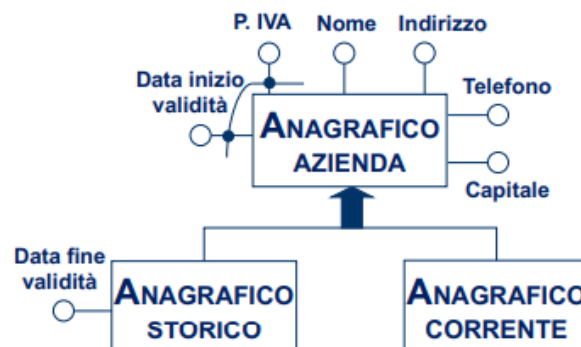 P. IVA Nome Indirizzo
Data inizio
validità
Telefono
ANAGRAFICO
AZIENDA
Capitale
Data fine
validità
ANAGRAFICO
STORICO
ANAGRAFICO
CORRENTE